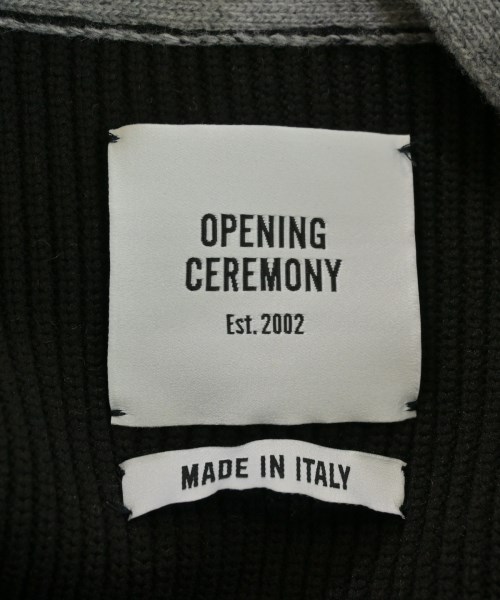 OPENING
CEREMONY
Est. 2002
MADE IN ITALY